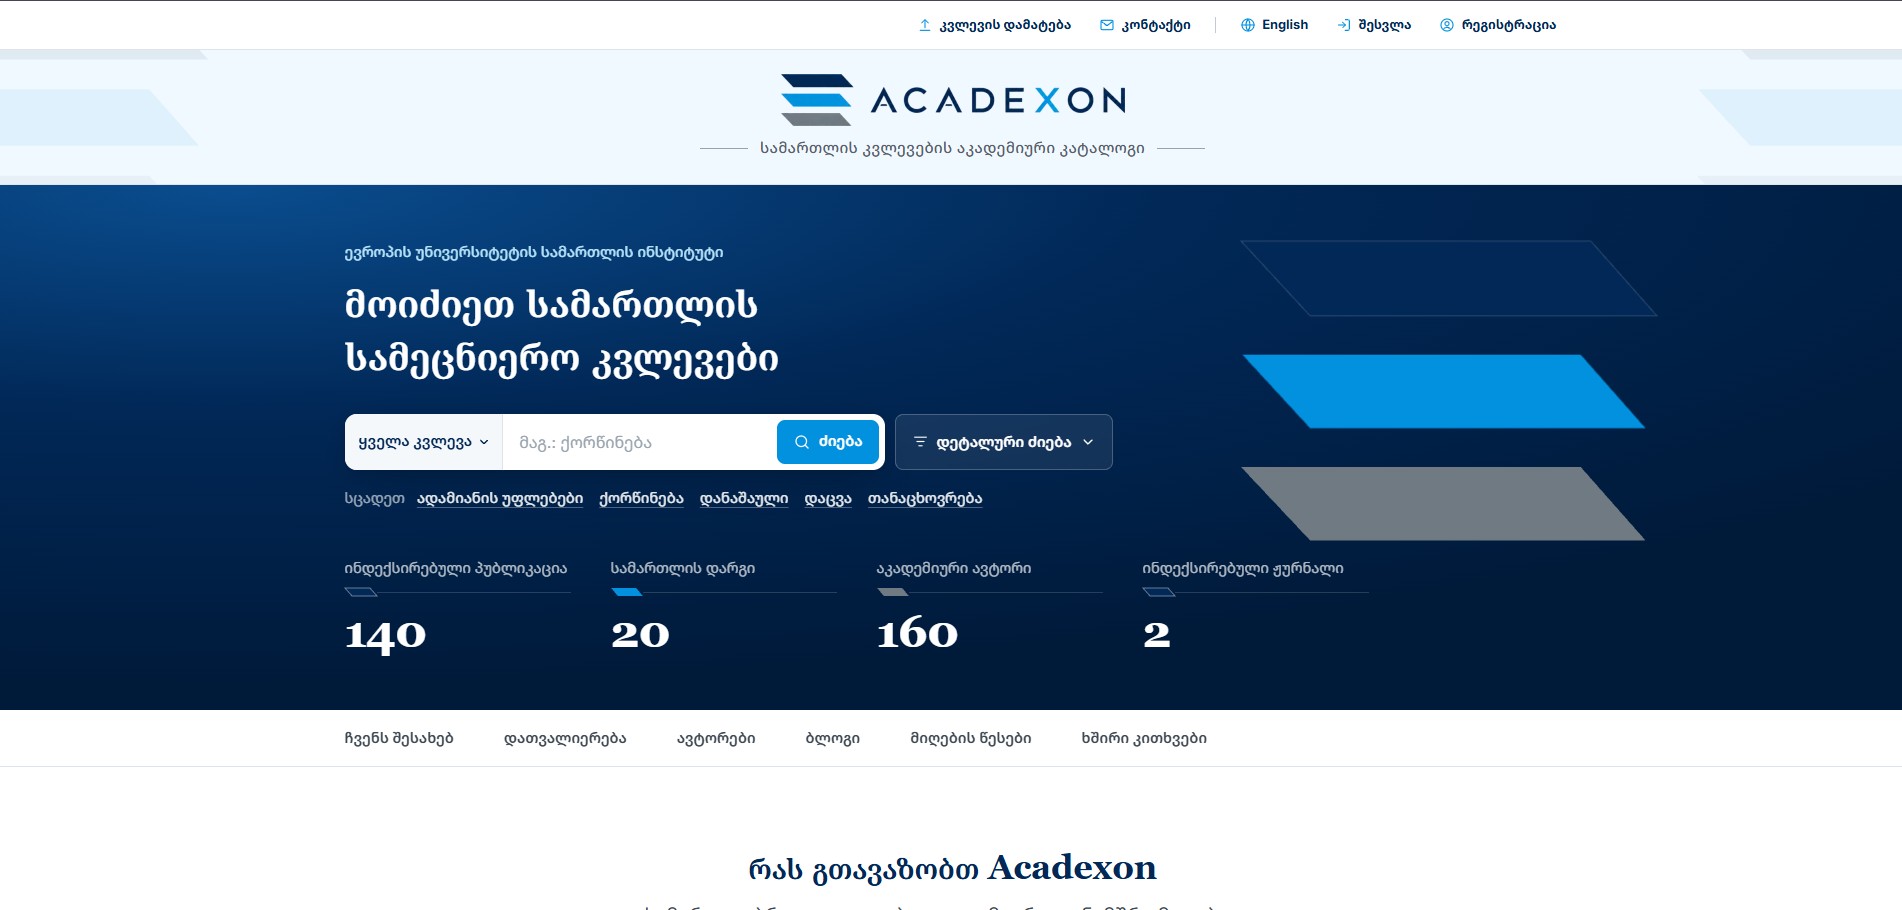 კვლევის დამატება
კონტაქტი
English
შესვლა
რეგისტრაცია
ACADEXON
სამართლის კვლევების აკადემიური კატალოგი
ევროპის უნივერსიტეტის სამართლის ინსტიტუტი
მოიძიეთ სამართლის
სამეცნიერო კვლევები
ყველა კვლევა
მაგ.: ქორწინება
ძიება
დეტალური ძიება
სცადეთ ადამიანის უფლებები ქორწინება დანაშაული დაცვა თანაცხოვრება
ინდექსირებული პუბლიკაცია
140
სამართლის დარგი
20
აკადემიური ავტორი
160
ინდექსირებული ჟურნალი
2
ჩვენს შესახებ
დათვალიერება
ავტორები
ბლოგი
მიღების წესები
ხშირი კითხვები
რას გთავაზობთ Acadexon